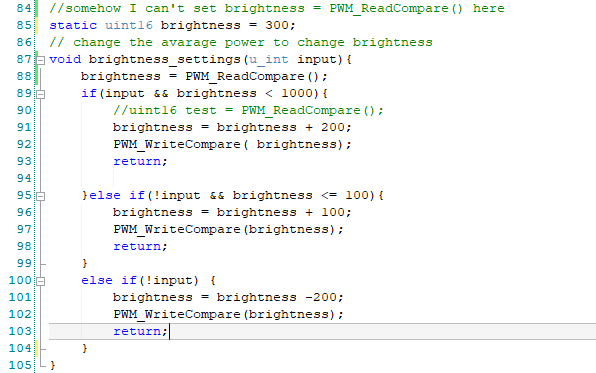 84 //somehow I can't set brightness = PWM_ReadCompare() here
85 static uint16 brightness = 300;
86 // change the avarage power to change brightness
87 void brightness_settings(u_int input){
88     brightness = PWM_ReadCompare();
89     if(input && brightness < 1000){
90         //uint16 test = PWM_ReadCompare();
91         brightness = brightness + 200;
92         PWM_WriteCompare( brightness);
93         return;
94
95     }else if(!input && brightness <= 100){
96         brightness = brightness + 100;
97         PWM_WriteCompare(brightness);
98         return;
99     }
100     else if(!input) {
101         brightness = brightness -200;
102         PWM_WriteCompare(brightness);
103         return;
104     }
105 }